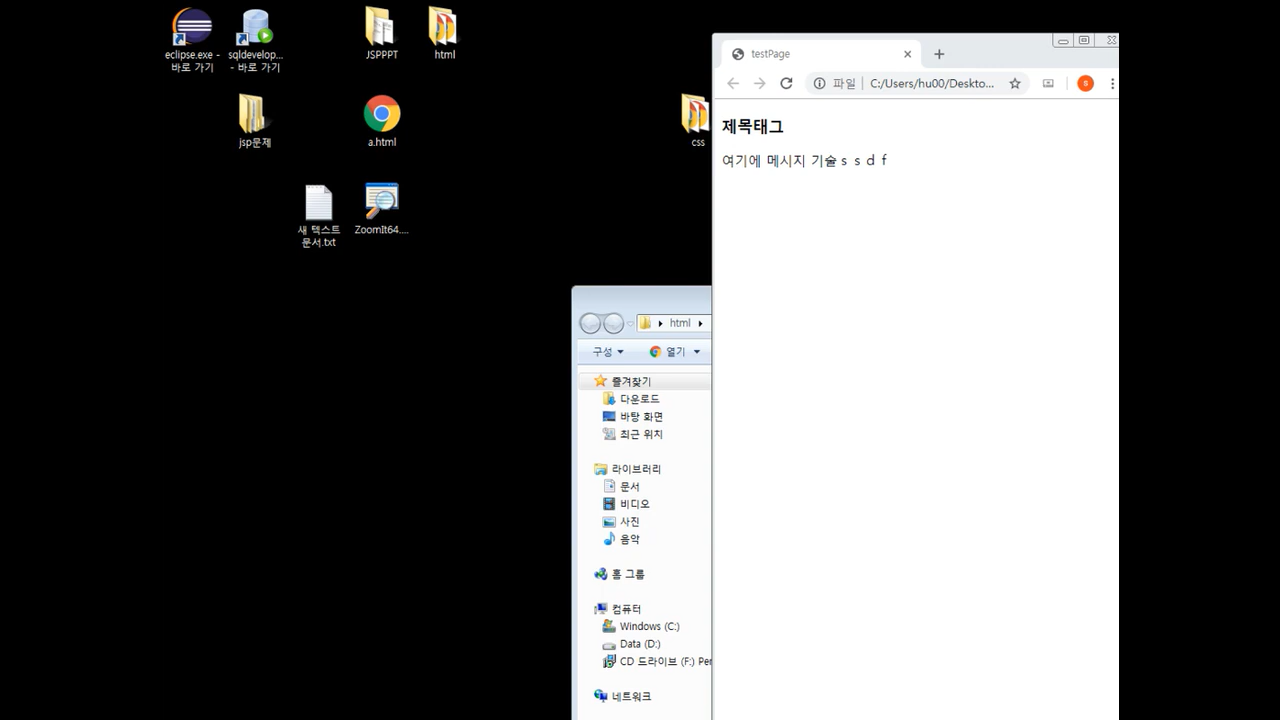 eclipse.exe -
바로 가기
sqldevelop...
- 바로 가기
JSPPPT
html
jsp문제
a.html
css
새 텍스트
문서.txt
ZoomIt64....
testPage
파일
C:/Users/hu00/Deskto...
s
제목태그
여기에 메시지 기술ｓｓｄｆ
html
구성
열기
즐겨찾기
다운로드
바탕 화면
최근 위치
라이브러리
문서
비디오
사진
음악
홈 그룹
컴퓨터
Windows (C:)
Data (D:)
CD 드라이브 (F:) Per
네트워크